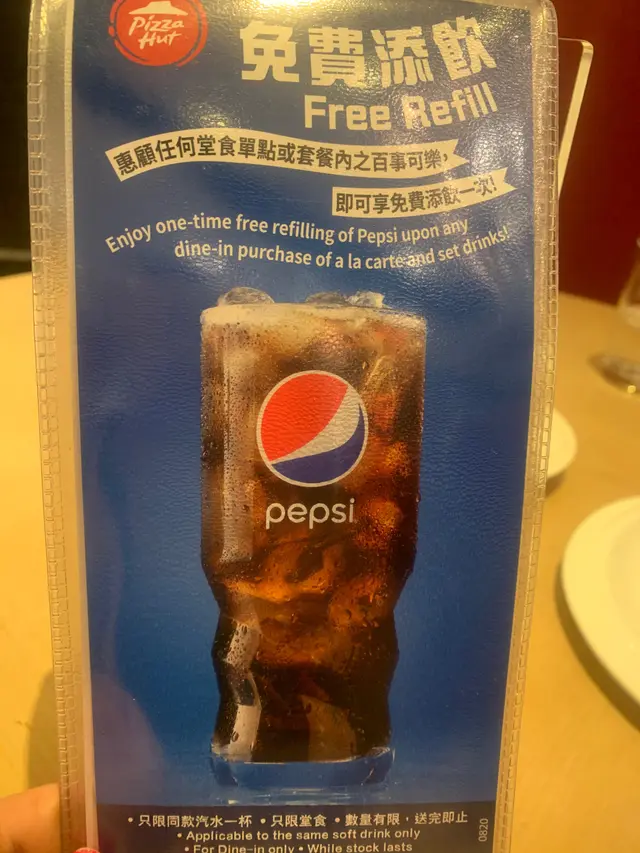 Pizza
Hut
免費添飲
Free Refill
惠顧任何堂食單點或套餐內之百事可樂，
即可享免費添飲一次!
Enjoy one-time free refilling of Pepsi upon any
dine-in purchase of a la carte and set drinks!
pepsi
• 只限同款汽水一杯 • 只限堂食 • 數量有限，送完即止
• Applicable to the same soft drink only
• For Dine-in only • While stock lasts
0820